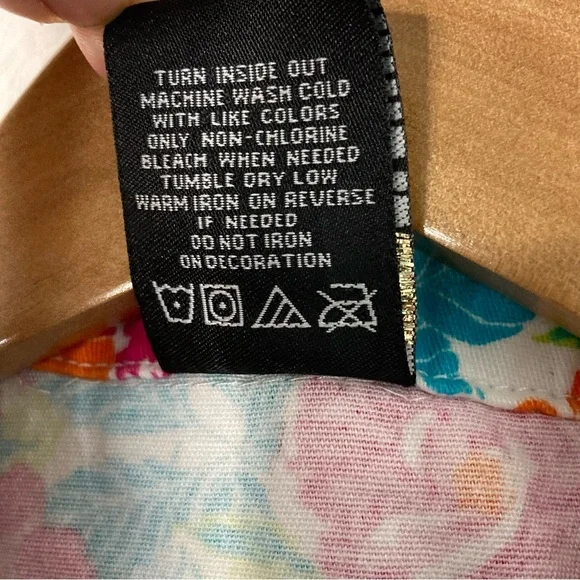 TURN INSIDE OUT
MACHINE WASH COLD
WITH LIKE COLORS
ONLY NON-CHLORINE
BLEACH WHEN NEEDED
TUMBLE DRY LOW
WARM IRON ON REVERSE
IF NEEDED
DO NOT IRON
ON DECORATION